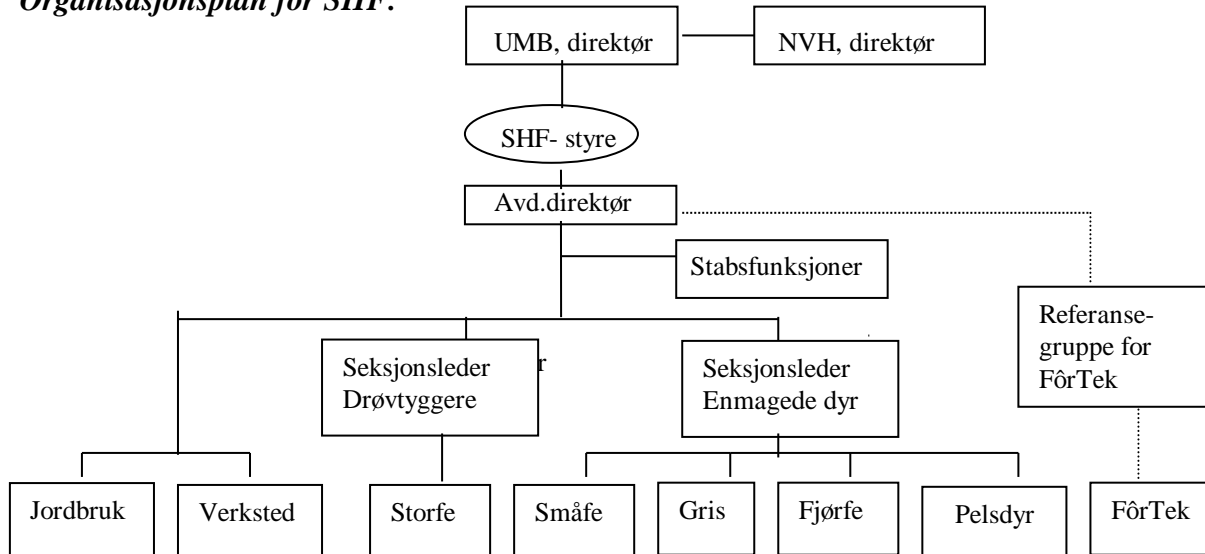 Organisasjonsplan for SHF:
UMB, direktør
NVH, direktør
SHF- styre
Avd.direktør
Stabsfunksjoner
Referanse-
gruppe for
FôrTek
Seksjonsleder
Drøvtyggere
r
Seksjonsleder
Enmagede dyr
Jordbruk
Verksted
Storfe
Småfe
Gris
Fjørfe
Pelsdyr
FôrTek